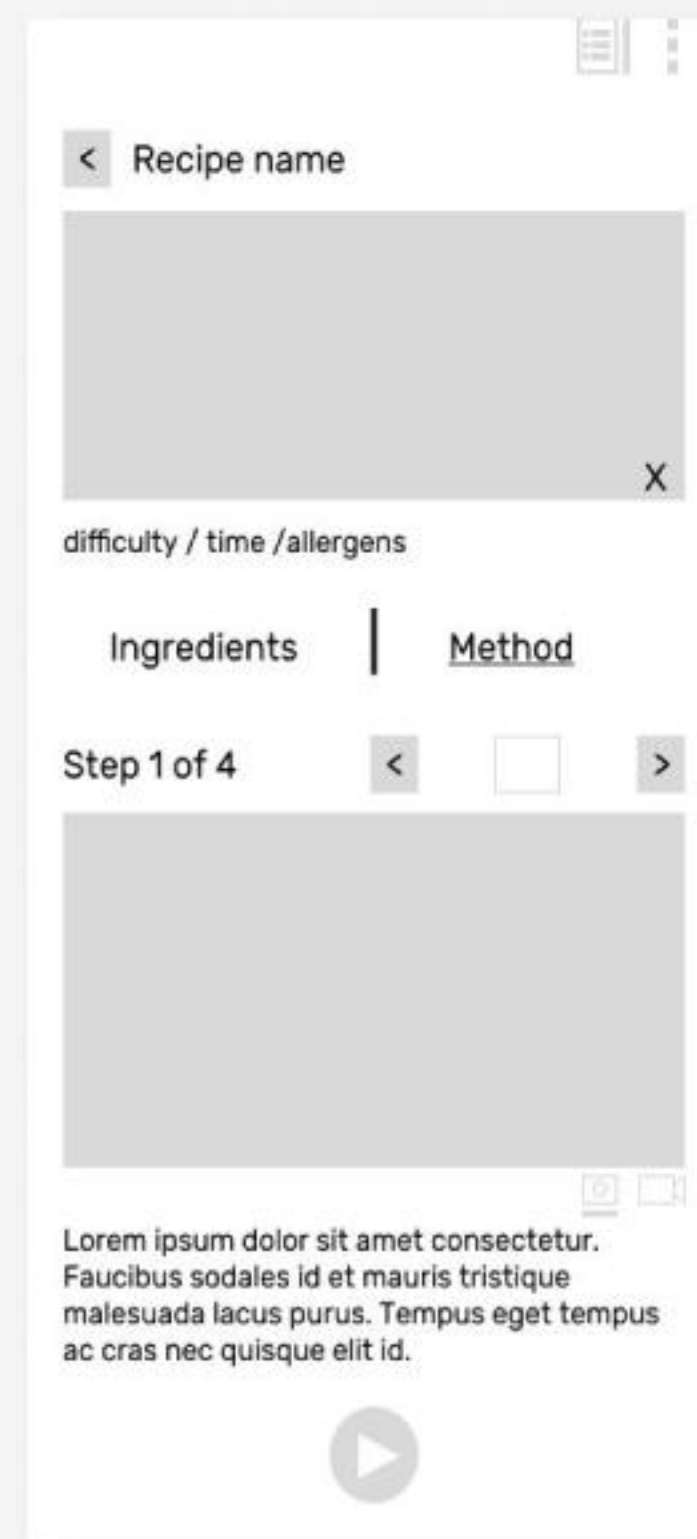 < Recipe name
X
difficulty / time /allergens
Ingredients | Method
Step 1 of 4 < >
Lorem ipsum dolor sit amet consectetur.
Faucibus sodales id et mauris tristique
malesuada lacus purus. Tempus eget tempus
ac cras nec quisque elit id.